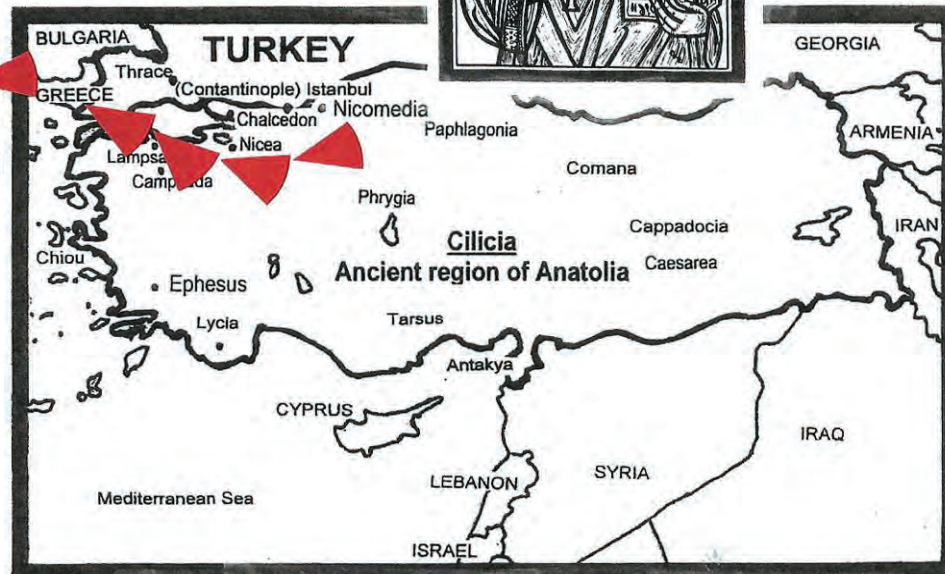 BULGARIA
TURKEY
GEORGIA
Thrace
GREECE
(Contantinople) Istanbul
Chalcedon
Nicomedia
Paphlagonia
ARMENIA
Nicea
Comana
Phrygia
Cappadocia
IRAN
Cilicia
Chiou
Ancient region of Anatolia
Caesarea
Ephesus
Lycia
Tarsus
Antakya
CYPRUS
IRAQ
SYRIA
LEBANON
Mediterranean Sea
ISRAEL